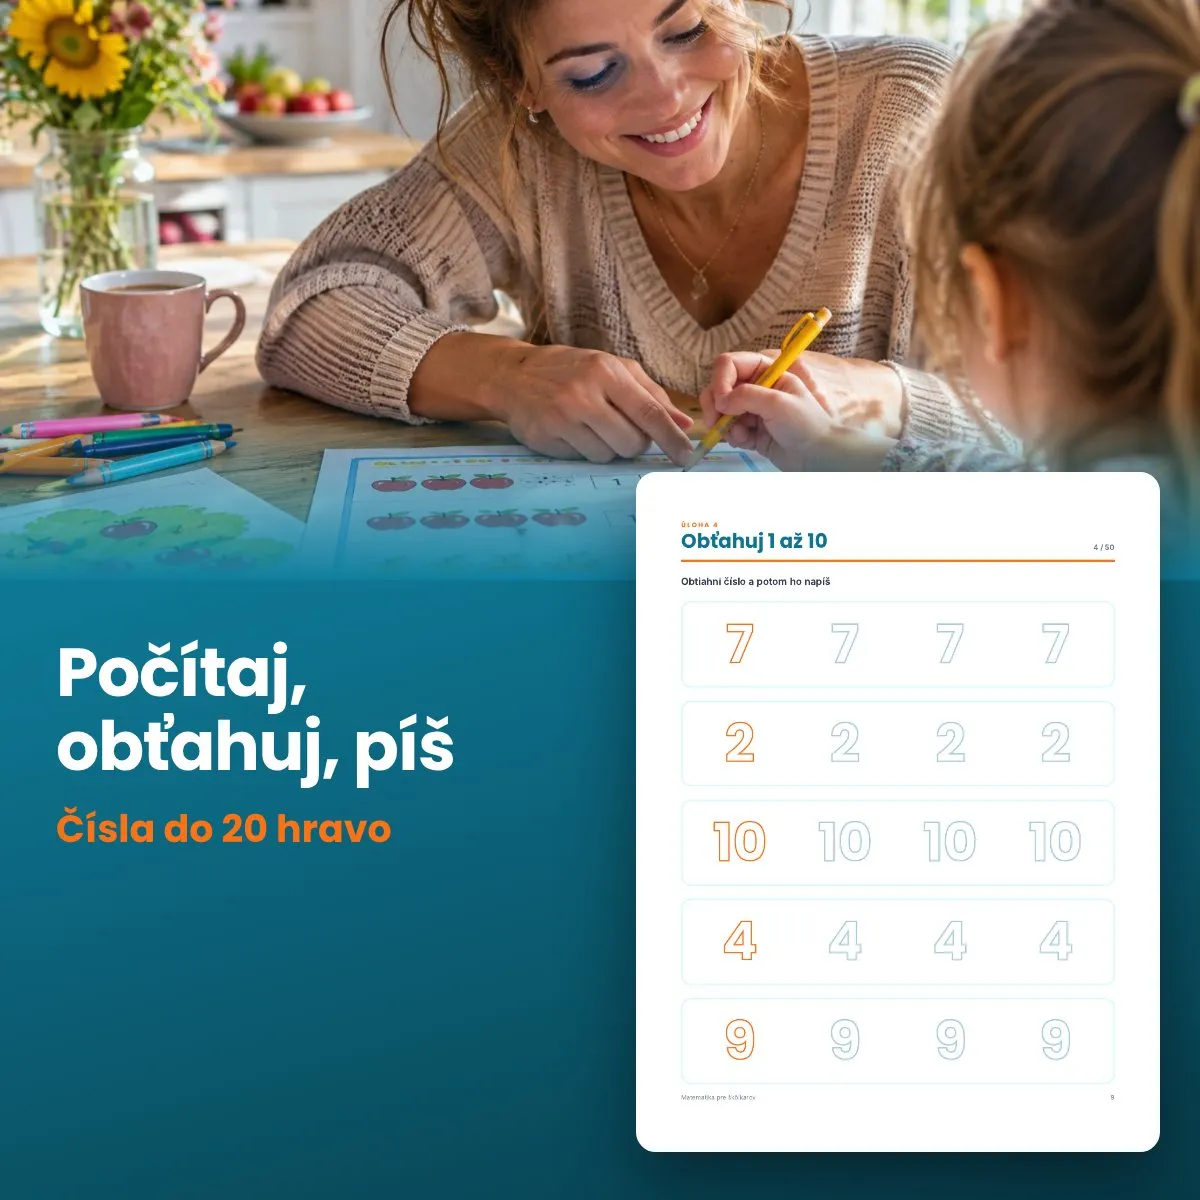 ÚLOHA 4
Obťahuj 1 až 10
4 / 50
Obtiahni číslo a potom ho napíš
7 7 7 7
2 2 2 2
10 10 10 10
4 4 4 4
9 9 9 9
Matematika pre škôlkarov
9
Počítaj,
obťahuj, píš
Čísla do 20 hravo